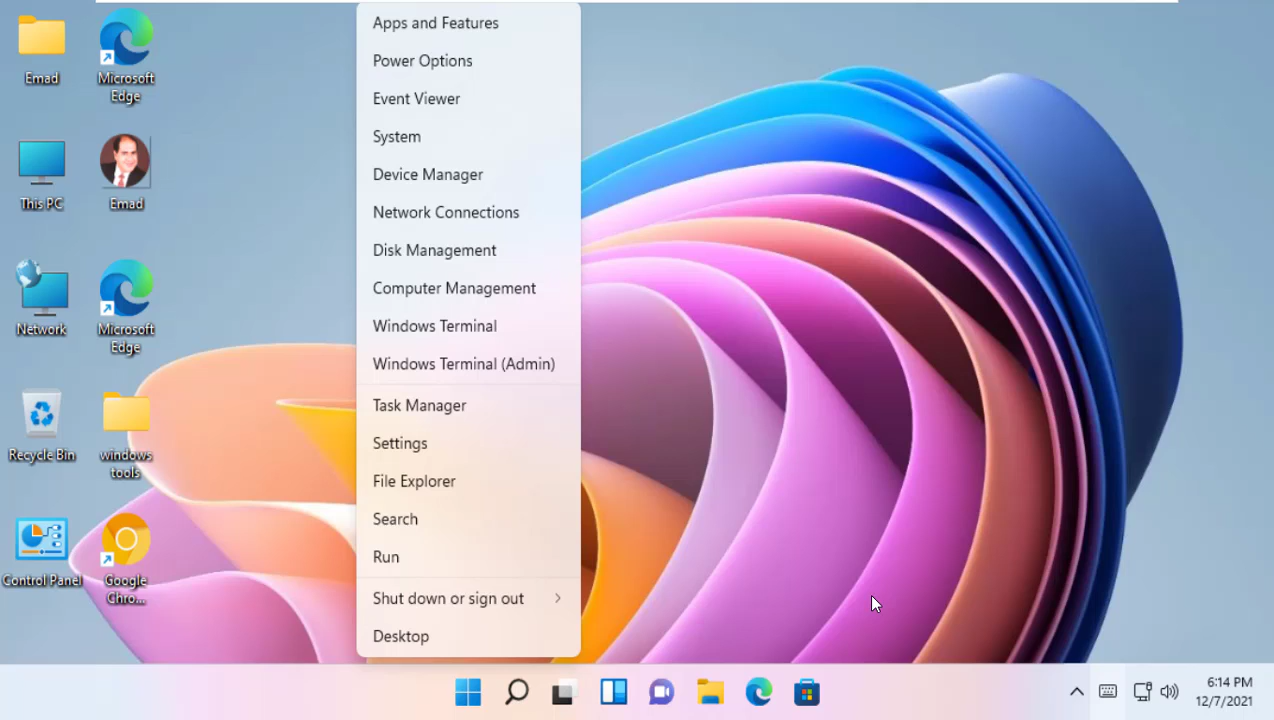 Emad
Microsoft
Edge
This PC
Emad
Network
Microsoft
Edge
Recycle Bin
windows
tools
Control Panel
Google
Chro...
Apps and Features
Power Options
Event Viewer
System
Device Manager
Network Connections
Disk Management
Computer Management
Windows Terminal
Windows Terminal (Admin)
Task Manager
Settings
File Explorer
Search
Run
Shut down or sign out
Desktop
6:14 PM
12/7/2021